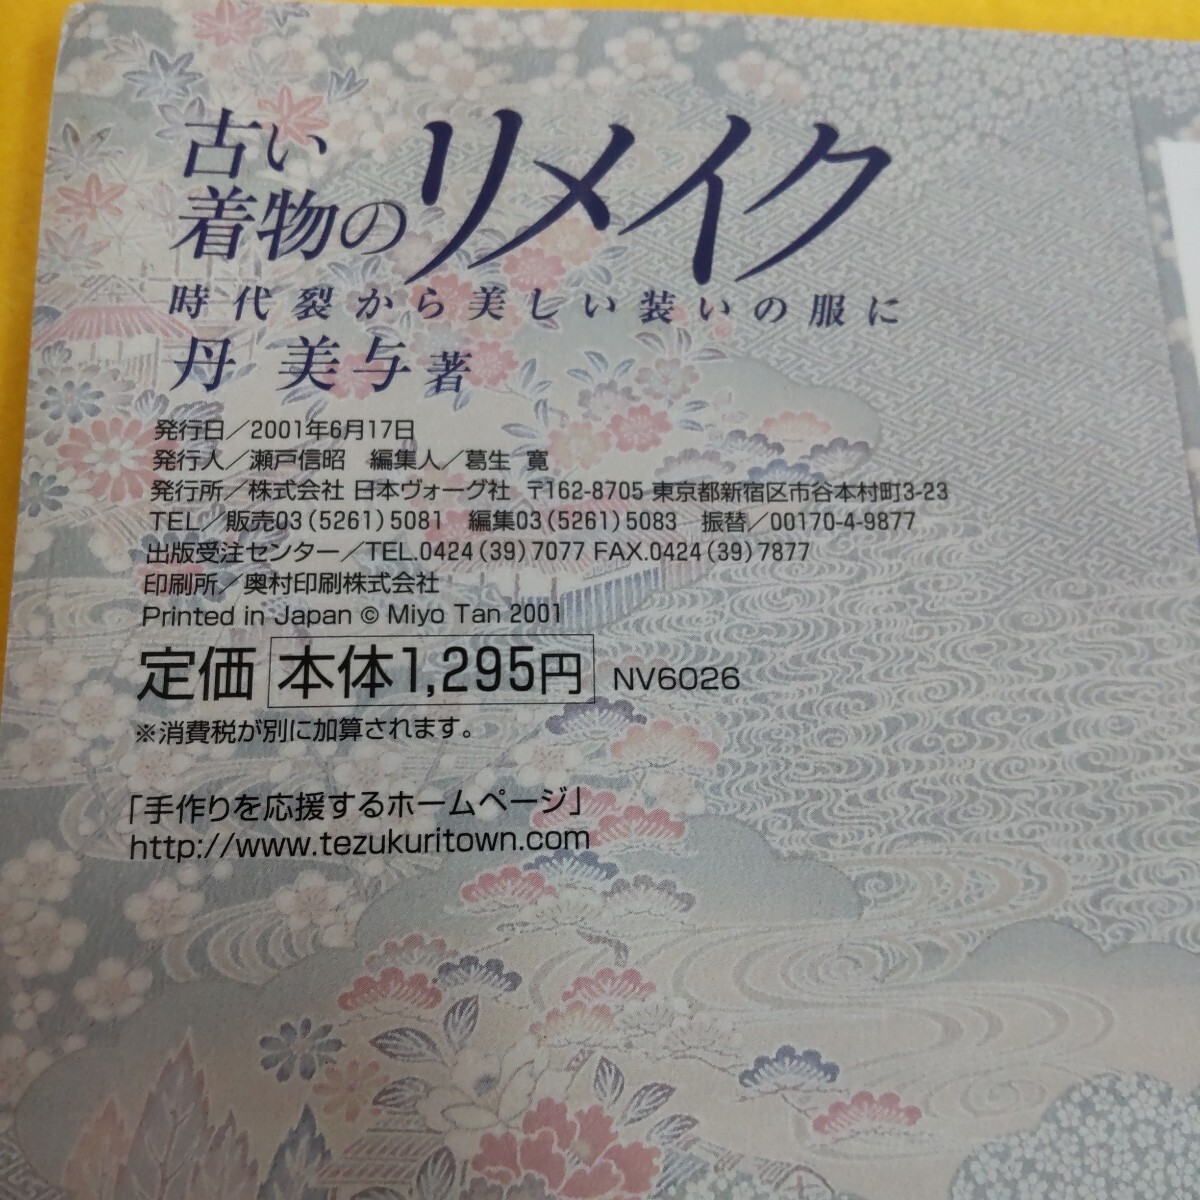 古い
着物のリメイク
時代裂から美しい装いの服に
丹 美与 著
発行日／2001年6月17日
発行人／瀬戸信昭　編集人／葛生 寛
発行所／株式会社 日本ヴォーグ社　〒162-8705 東京都新宿区市谷本村町3-23
TEL／販売03(5261)5081　編集03(5261)5083　振替／00170-4-9877
出版受注センター／TEL.0424(39)7077 FAX.0424(39)7877
印刷所／奥村印刷株式会社
Printed in Japan © Miyo Tan 2001
定価 本体1,295円 NV6026
※消費税が別に加算されます。
「手作りを応援するホームページ」
http://www.tezukuritown.com